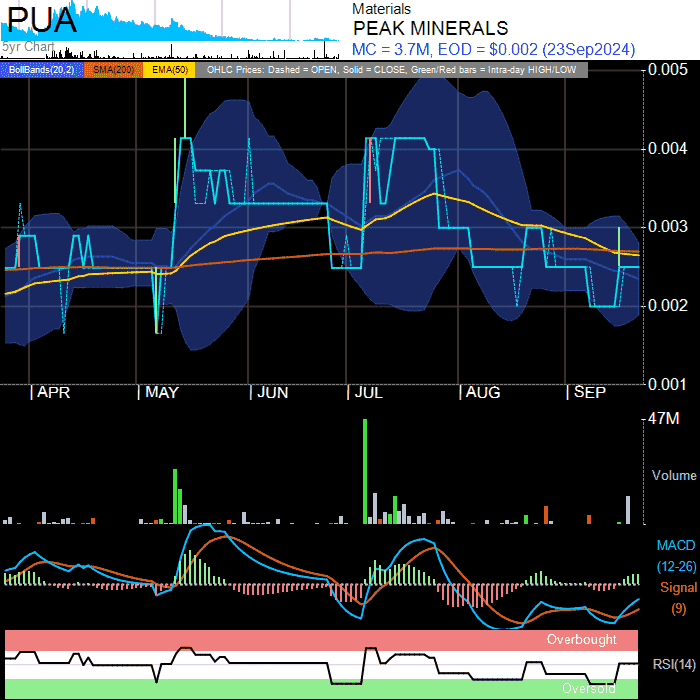 PUA
5yr Chart
Materials
PEAK MINERALS
MC = 3.7M, EOD = $0.002 (23Sep2024)
BollBands(20,2) SMA(200) EMA(50) OHLC Prices: Dashed = OPEN, Solid = CLOSE, Green/Red bars = Intra-day HIGH/LOW
0.005
0.004
0.003
0.002
0.001
APR MAY JUN JUL AUG SEP
47M
Volume
MACD
(12-26)
Signal
(9)
Overbought
RSI(14)
Oversold